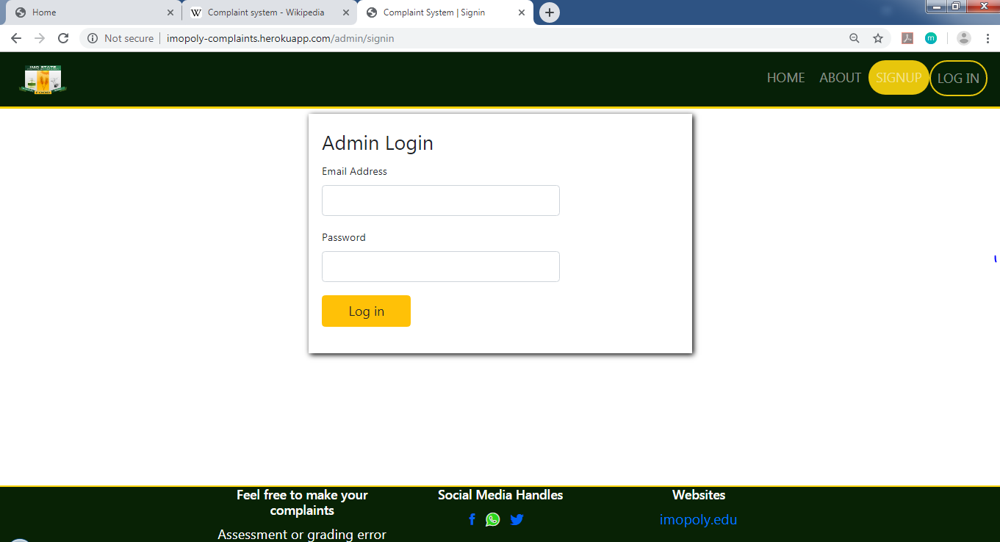 Home
Complaint system - Wikipedia
Complaint System | Signin
Not secure
imopoly-complaints.herokuapp.com/admin/signin
m
IMO STATE
HOME
ABOUT
SIGNUP
LOG IN
Admin Login
Email Address
Password
Log in
Feel free to make your
complaints
Assessment or grading error
Social Media Handles
Websites
imopoly.edu